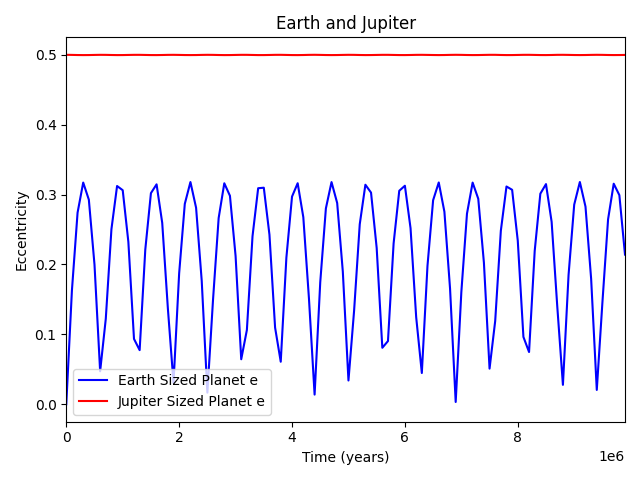 Earth and Jupiter
Eccentricity
0.5
0.4
0.3
0.2
0.1
0.0
Earth Sized Planet e
Jupiter Sized Planet e
0 2 4 6 8
1e6
Time (years)